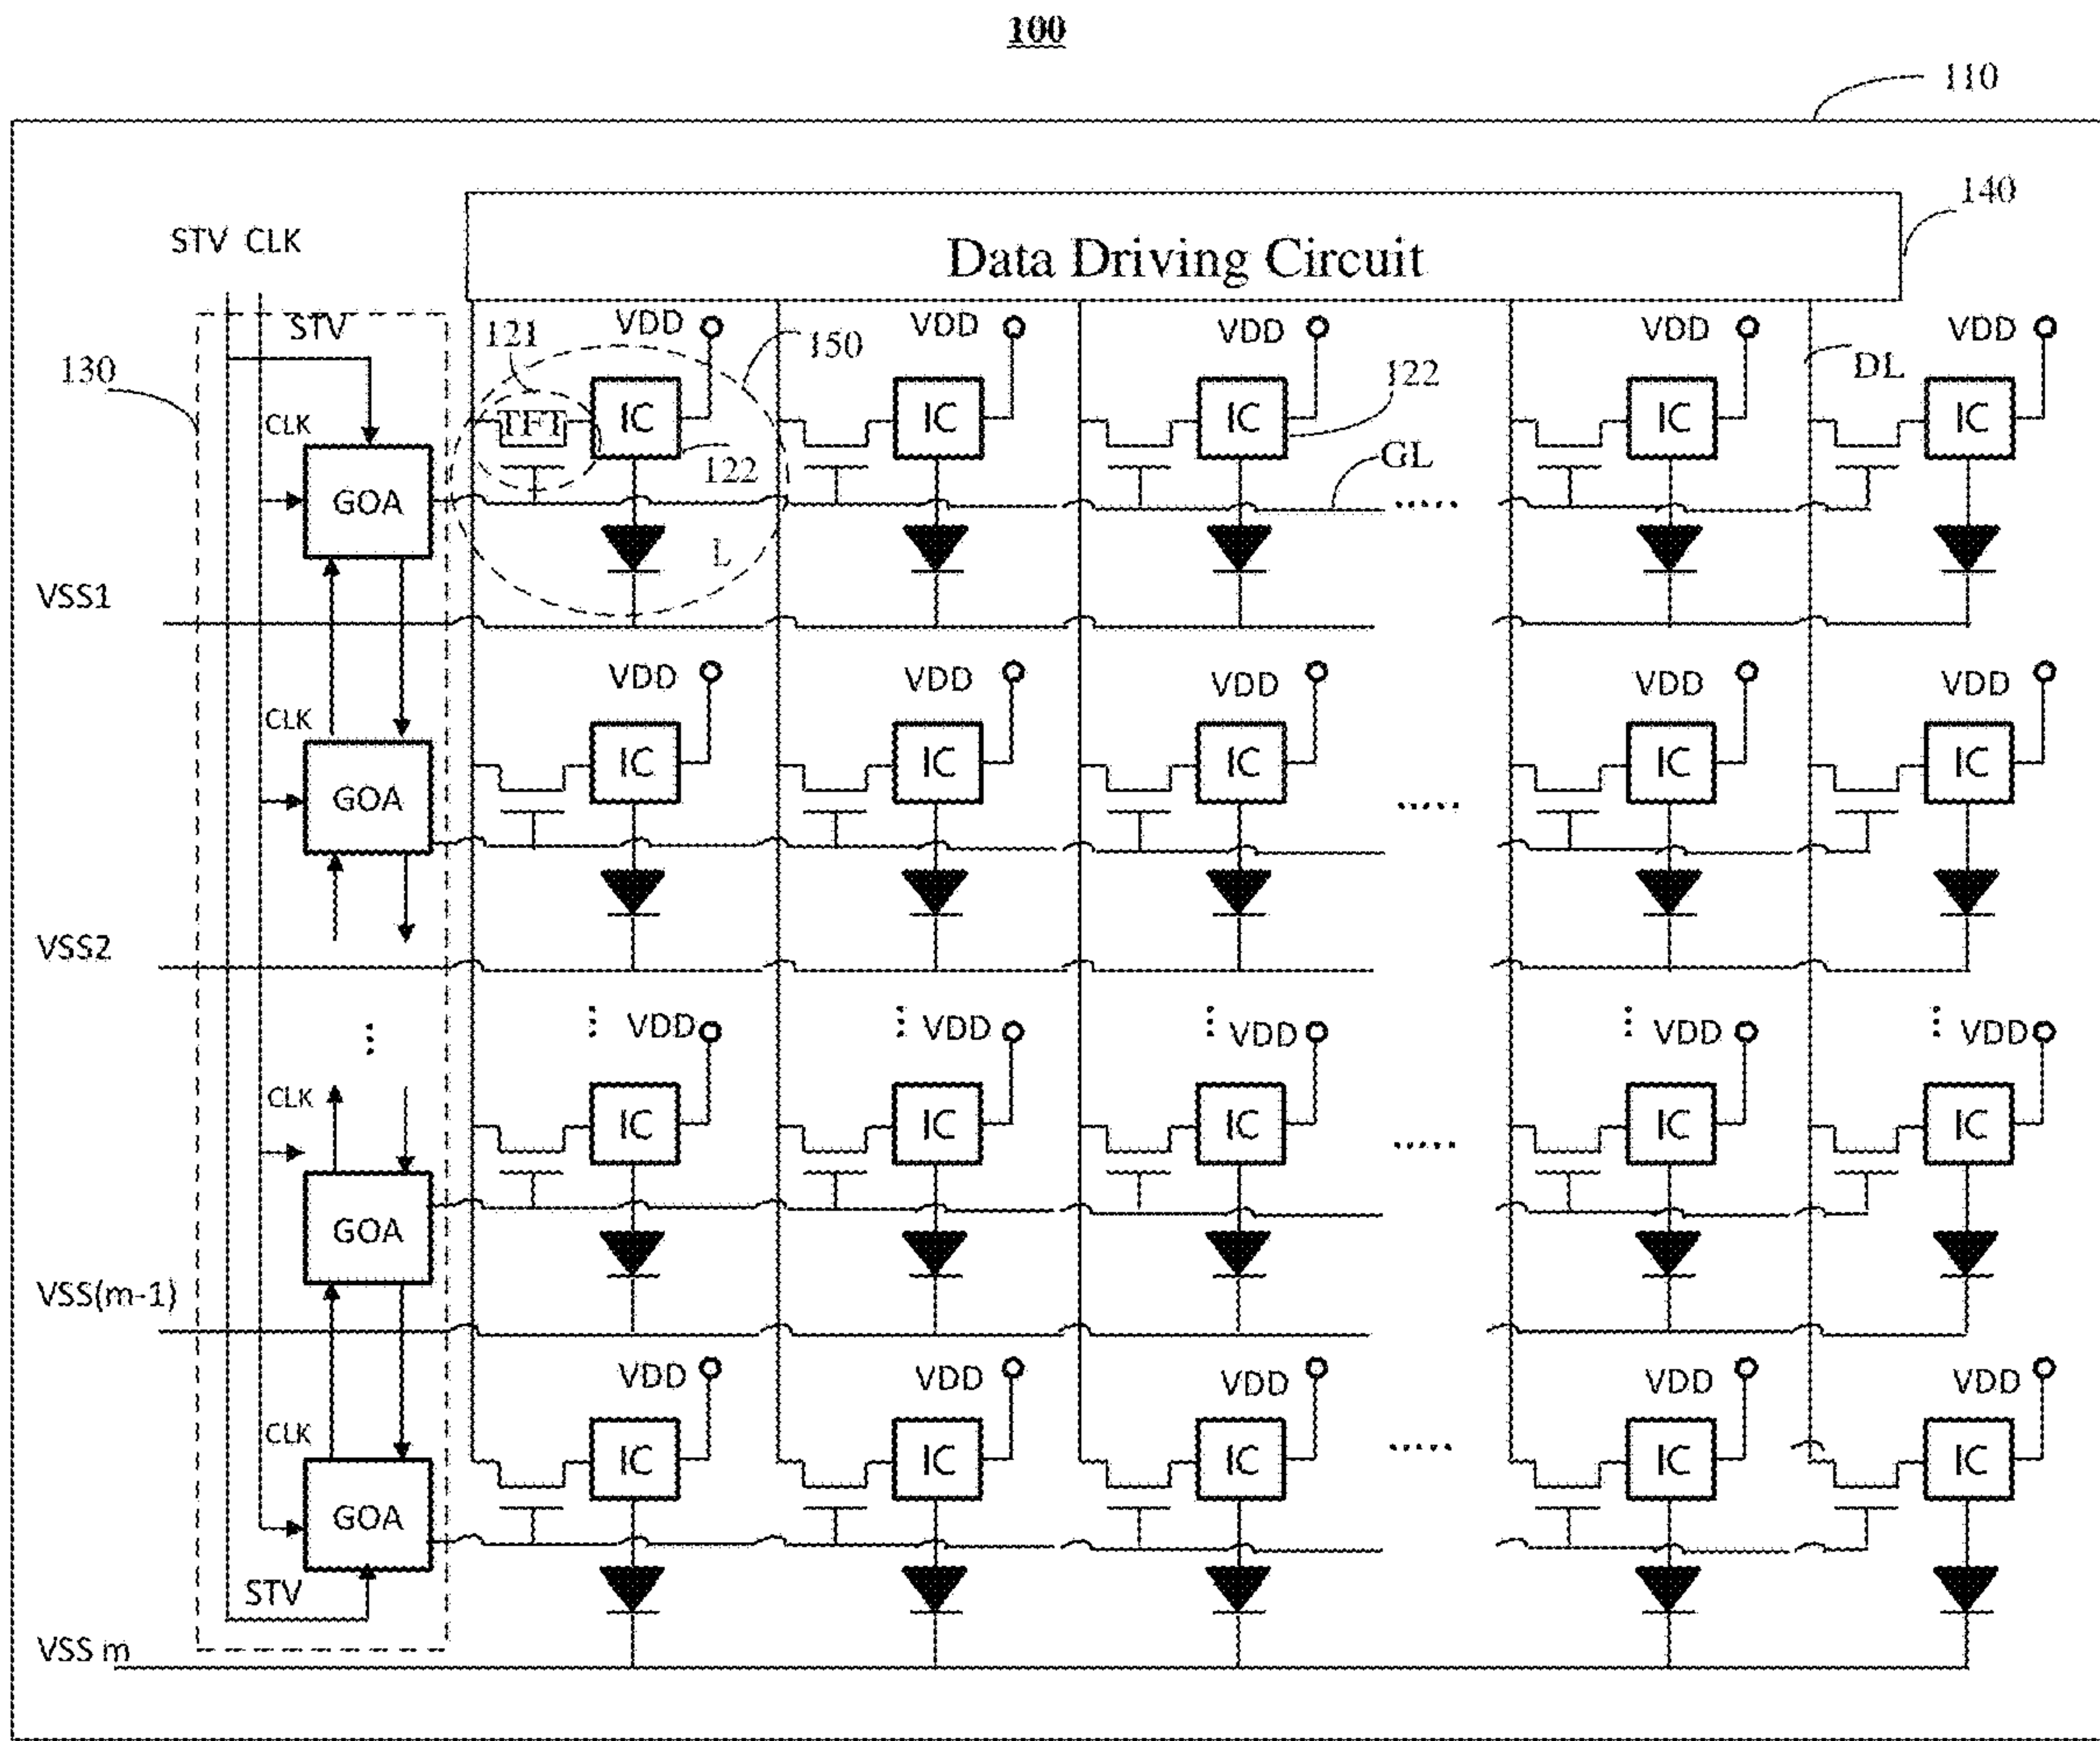 100
110
140
STV CLK
Data Driving Circuit
STV
121
VDD
150
VDD
VDD
VDD
VDD
130
DL
122
CLK
TFT
IC
IC
IC
IC
IC
122
GL
GOA
.....
L
VSS1
VDD
VDD
VDD
VDD
VDD
CLK
IC
IC
IC
IC
IC
GOA
.....
VSS2
...
... VDD
... VDD
... VDD
... VDD
... VDD
CLK
IC
IC
IC
IC
IC
.....
GOA
VSS(m-1)
VDD
VDD
VDD
VDD
VDD
CLK
IC
IC
IC
IC
IC
.....
GOA
STV
VSS m